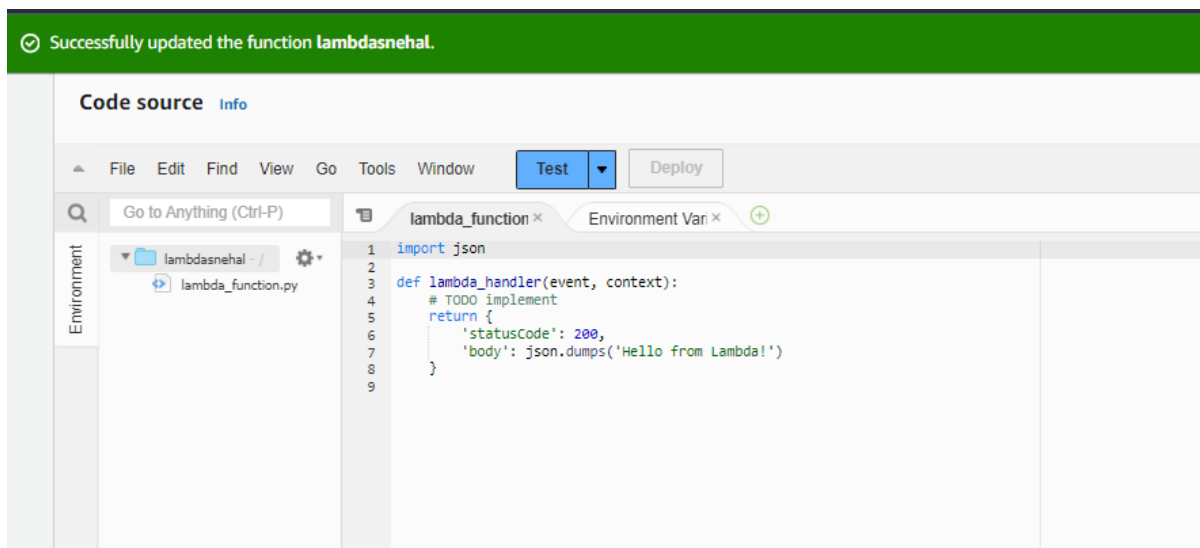 Successfully updated the function lambdasnehal.
Code source Info
File Edit Find View Go Tools Window Test Deploy
Go to Anything (Ctrl-P)
lambda_function Environment Vari
Environment
lambdasnehal - /
lambda_function.py
1 import json
2
3 def lambda_handler(event, context):
4     # TODO implement
5     return {
6         'statusCode': 200,
7         'body': json.dumps('Hello from Lambda!')
8     }
9